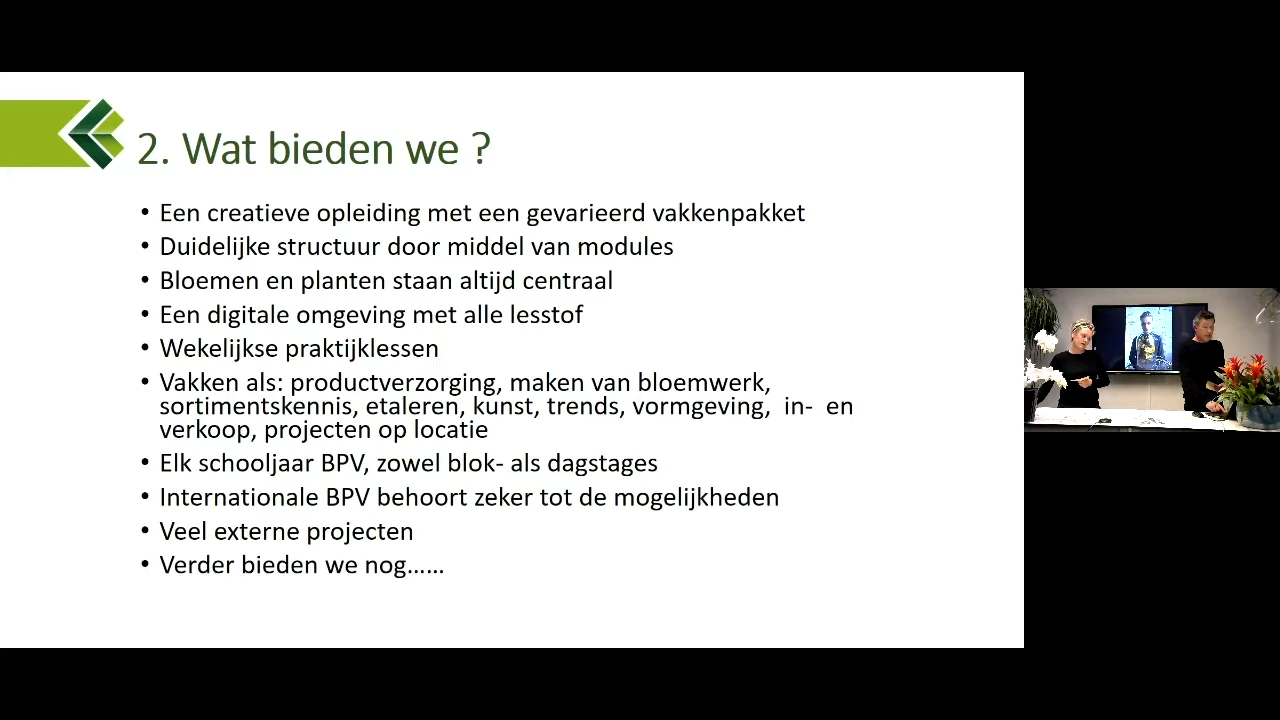 2. Wat bieden we ?
• Een creatieve opleiding met een gevarieerd vakkenpakket
• Duidelijke structuur door middel van modules
• Bloemen en planten staan altijd centraal
• Een digitale omgeving met alle lesstof
• Wekelijkse praktijklessen
• Vakken als: productverzorging, maken van bloemwerk,
sortimentskennis, etaleren, kunst, trends, vormgeving, in- en
verkoop, projecten op locatie
• Elk schooljaar BPV, zowel blok- als dagstages
• Internationale BPV behoort zeker tot de mogelijkheden
• Veel externe projecten
• Verder bieden we nog……